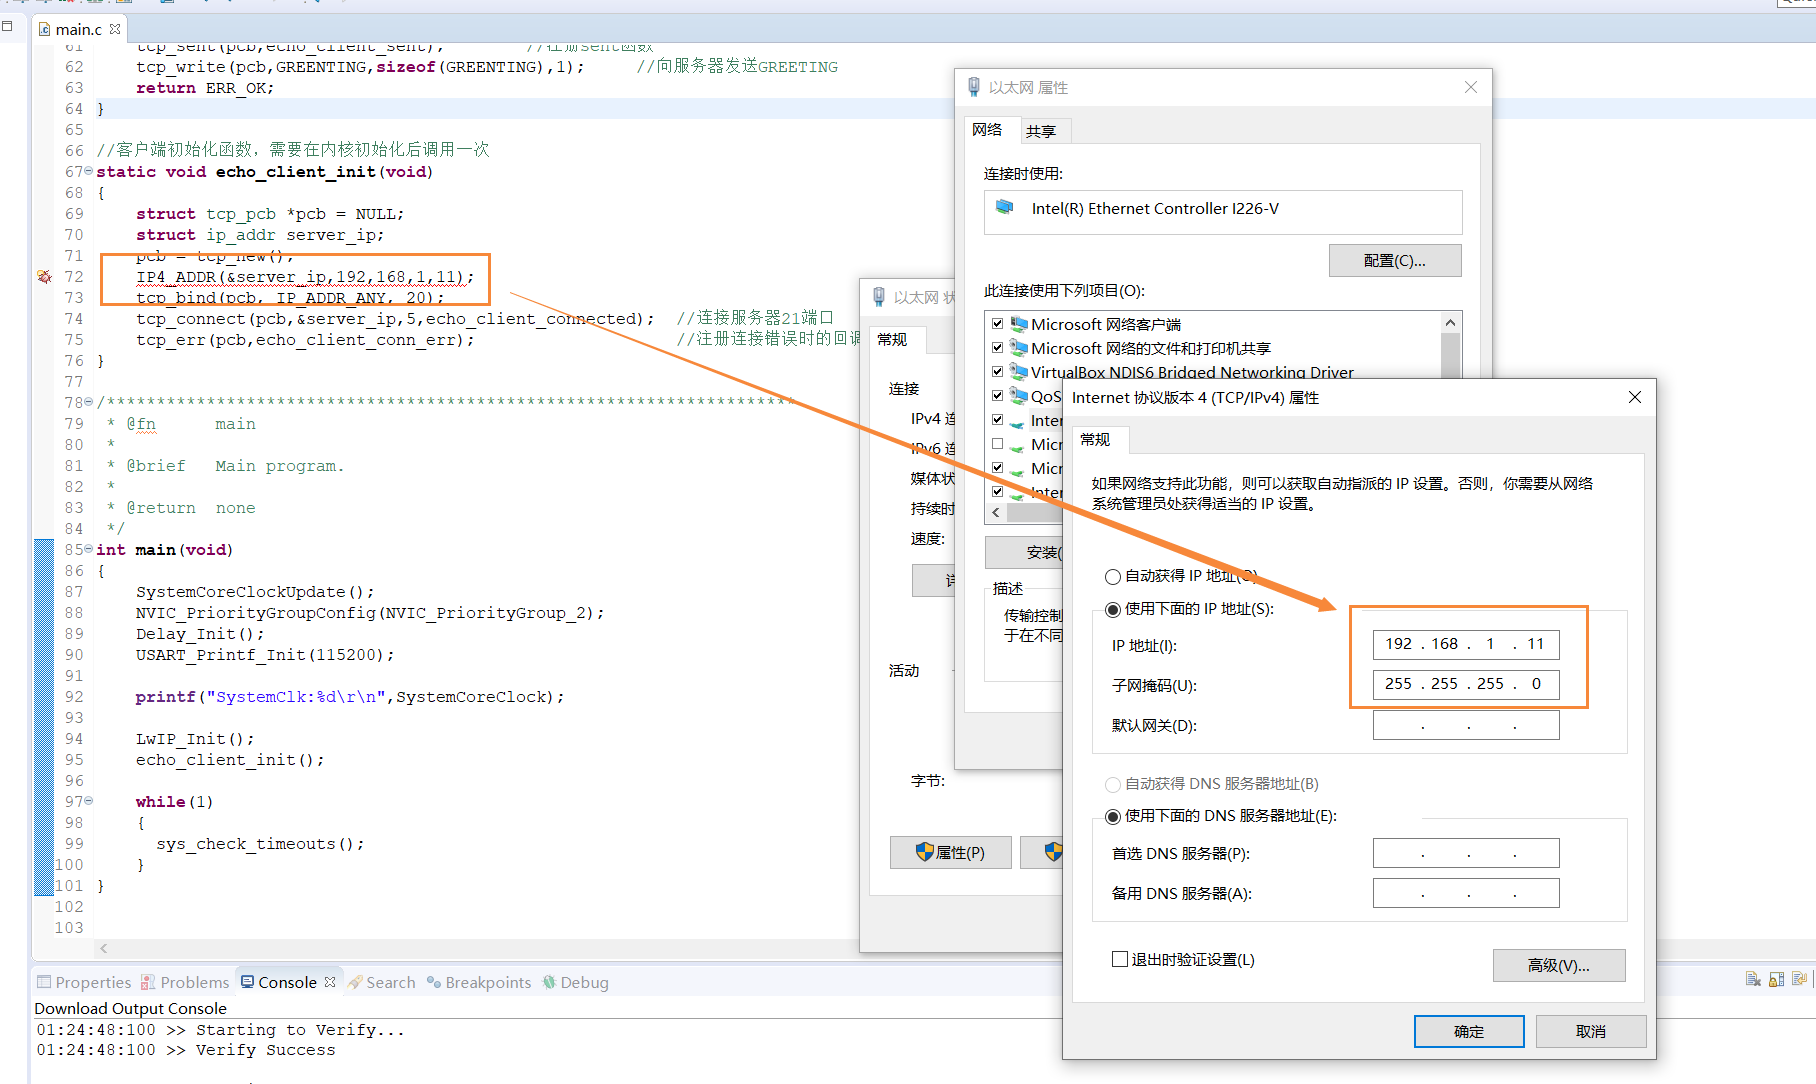 main.c
61 tcp_sent(pcb,echo_client_sent); //注册sent函数
62 tcp_write(pcb,GREENTING,sizeof(GREENTING),1); //向服务器发送GREETING
63 return ERR_OK;
64 }
65
66 //客户端初始化函数，需要在内核初始化后调用一次
67 static void echo_client_init(void)
68 {
69 struct tcp_pcb *pcb = NULL;
70 struct ip_addr server_ip;
71 pcb = tcp_new();
72 IP4_ADDR(&server_ip,192,168,1,11);
73 tcp_bind(pcb, IP_ADDR_ANY, 20);
74 tcp_connect(pcb,&server_ip,5,echo_client_connected); //连接服务器21端口
75 tcp_err(pcb,echo_client_conn_err); //注册连接错误时的回调
76 }
77
78 /*********************************************************************
79 * @fn main
80 *
81 * @brief Main program.
82 *
83 * @return none
84 */
85 int main(void)
86 {
87 SystemCoreClockUpdate();
88 NVIC_PriorityGroupConfig(NVIC_PriorityGroup_2);
89 Delay_Init();
90 USART_Printf_Init(115200);
91
92 printf("SystemClk:%d\r\n",SystemCoreClock);
93
94 LwIP_Init();
95 echo_client_init();
96
97 while(1)
98 {
99 sys_check_timeouts();
100 }
101 }
102
103
Properties Problems Console Search Breakpoints Debug
Download Output Console
01:24:48:100 >> Starting to Verify...
01:24:48:100 >> Verify Success
以太网 状
常规
连接
IPv4 连
IPv6 连
媒体状
持续时
速度:
详
活动
字节:
属性(P)
以太网 属性
网络 共享
连接时使用:
Intel(R) Ethernet Controller I226-V
配置(C)...
此连接使用下列项目(O):
Microsoft 网络客户端
Microsoft 网络的文件和打印机共享
VirtualBox NDIS6 Bridged Networking Driver
QoS
Inter
Micr
Micr
Inter
安装(
描述
传输控制
于在不同
Internet 协议版本 4 (TCP/IPv4) 属性
常规
如果网络支持此功能，则可以获取自动指派的 IP 设置。否则，你需要从网络
系统管理员处获得适当的 IP 设置。
自动获得 IP 地址(O)
使用下面的 IP 地址(S):
IP 地址(I): 192 . 168 . 1 . 11
子网掩码(U): 255 . 255 . 255 . 0
默认网关(D): . . .
自动获得 DNS 服务器地址(B)
使用下面的 DNS 服务器地址(E):
首选 DNS 服务器(P): . . .
备用 DNS 服务器(A): . . .
退出时验证设置(L)
高级(V)...
确定 取消